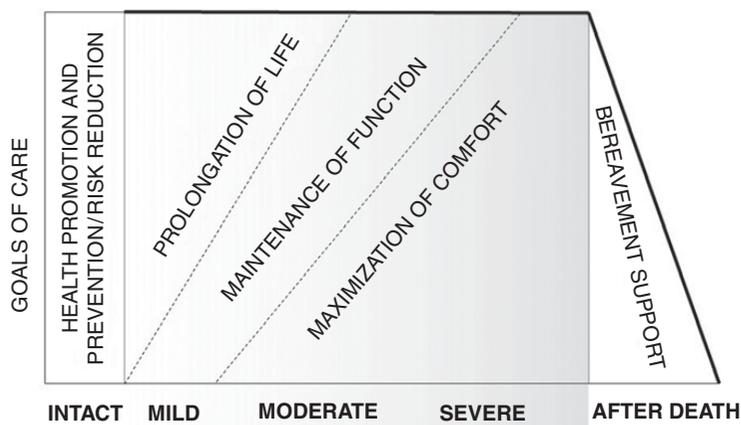 GOALS OF CARE
HEALTH PROMOTION AND
PREVENTION/RISK REDUCTION
PROLONGATION OF LIFE
MAINTENANCE OF FUNCTION
MAXIMIZATION OF COMFORT
BEREAVEMENT SUPPORT
INTACT
MILD
MODERATE
SEVERE
AFTER DEATH